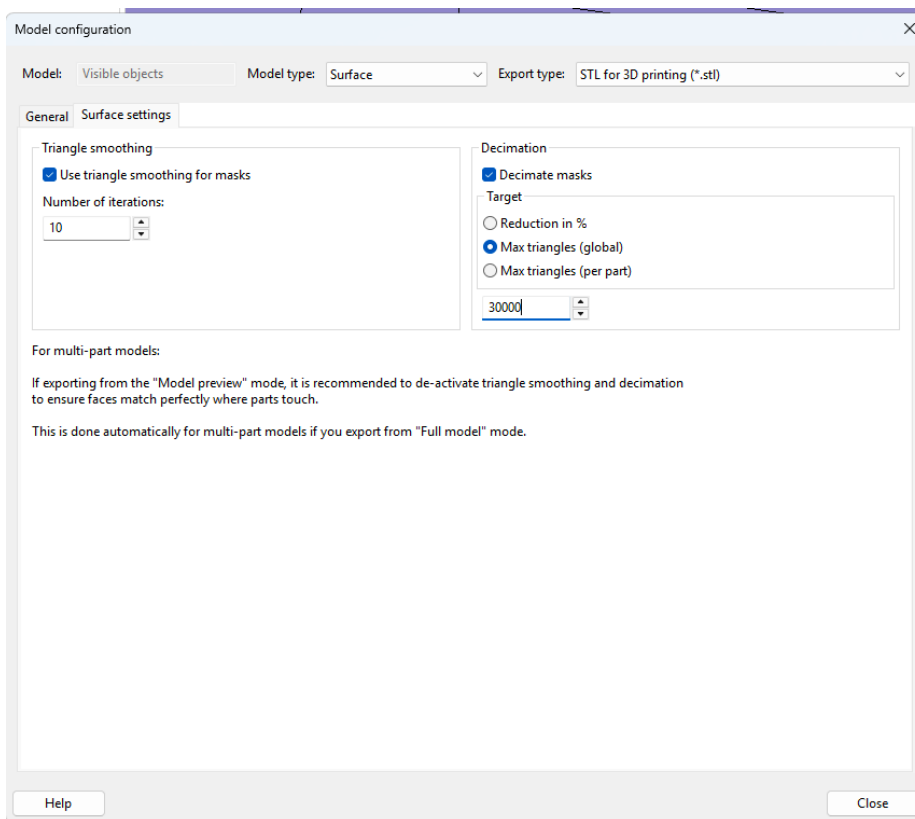 Model configuration
Model: Visible objects Model type: Surface Export type: STL for 3D printing (*.stl)
General Surface settings
Triangle smoothing
Use triangle smoothing for masks
Number of iterations:
10
Decimation
Decimate masks
Target
Reduction in %
Max triangles (global)
Max triangles (per part)
30000
For multi-part models:
If exporting from the "Model preview" mode, it is recommended to de-activate triangle smoothing and decimation
to ensure faces match perfectly where parts touch.
This is done automatically for multi-part models if you export from "Full model" mode.
Help Close